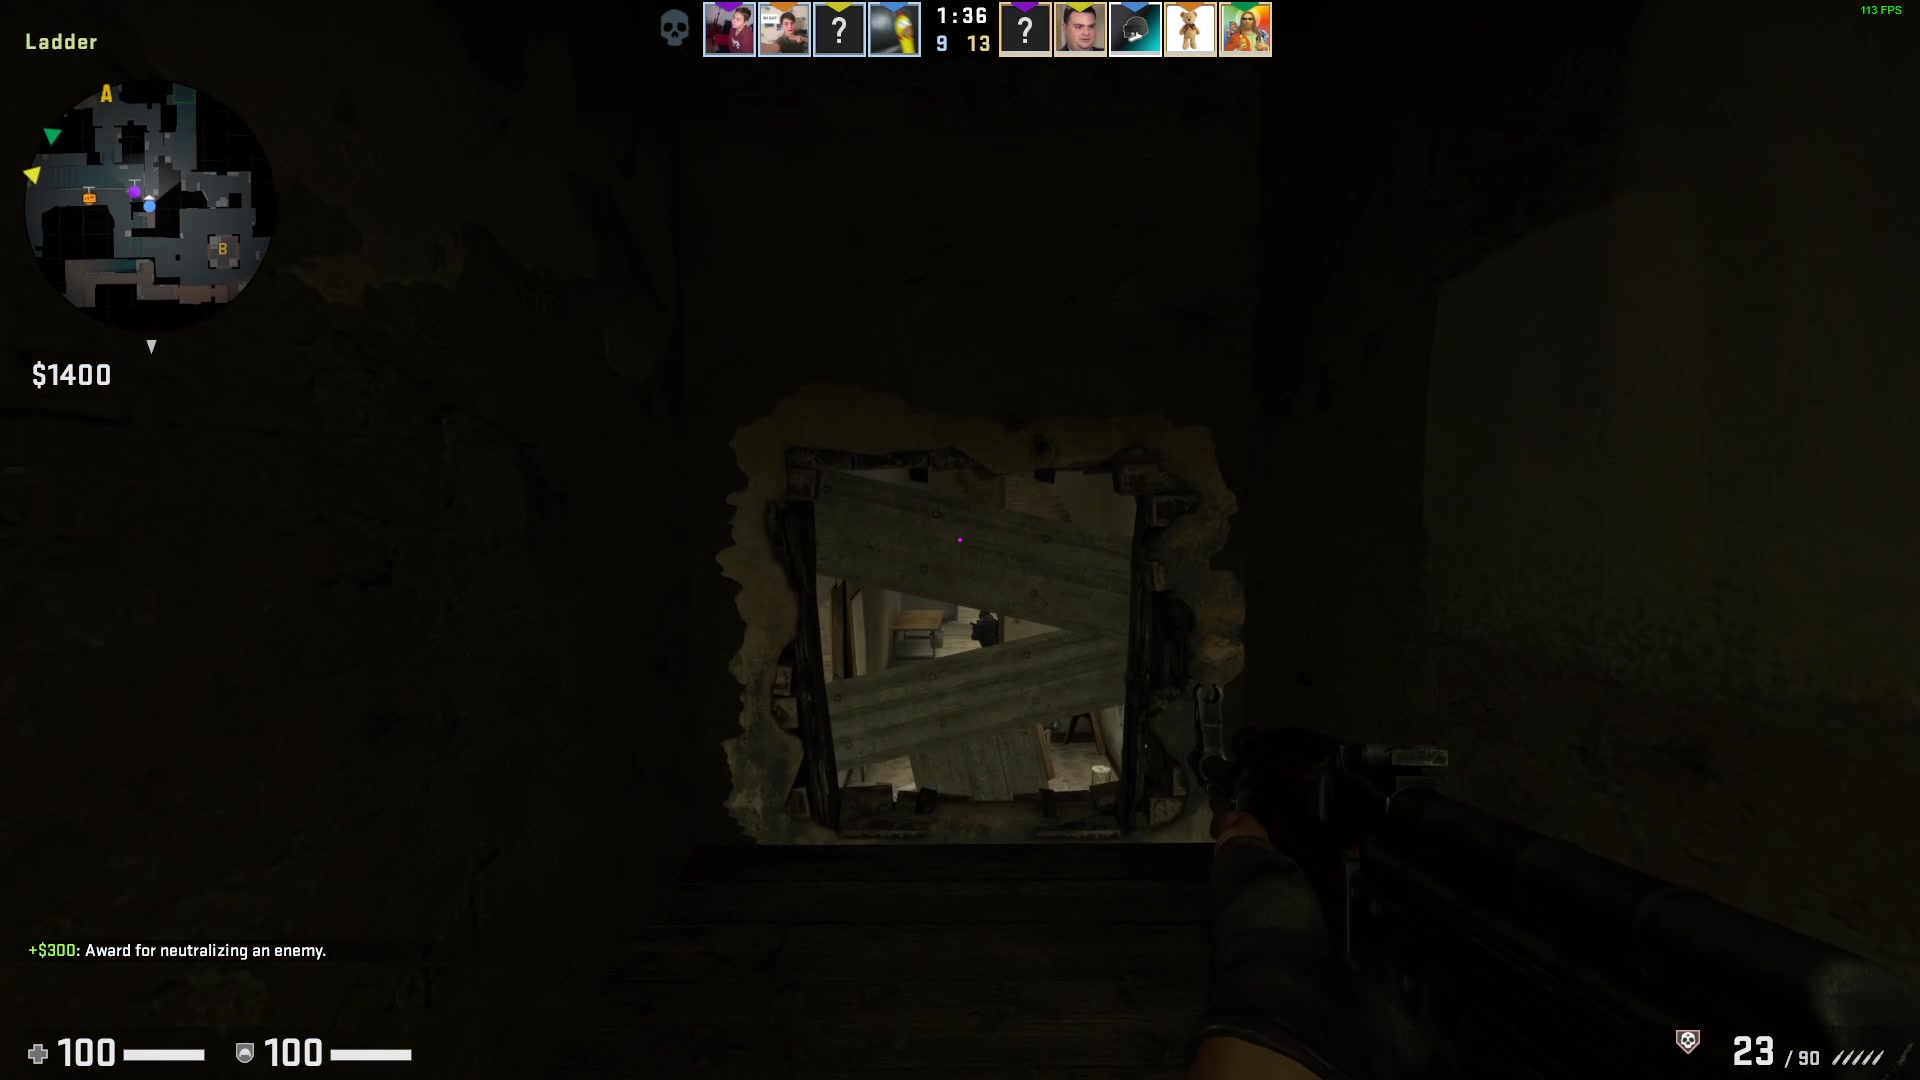 113 FPS
1:36
9 13
? ?
Ladder
A
B
$1400
+$300: Award for neutralizing an enemy.
100 100
23 / 90